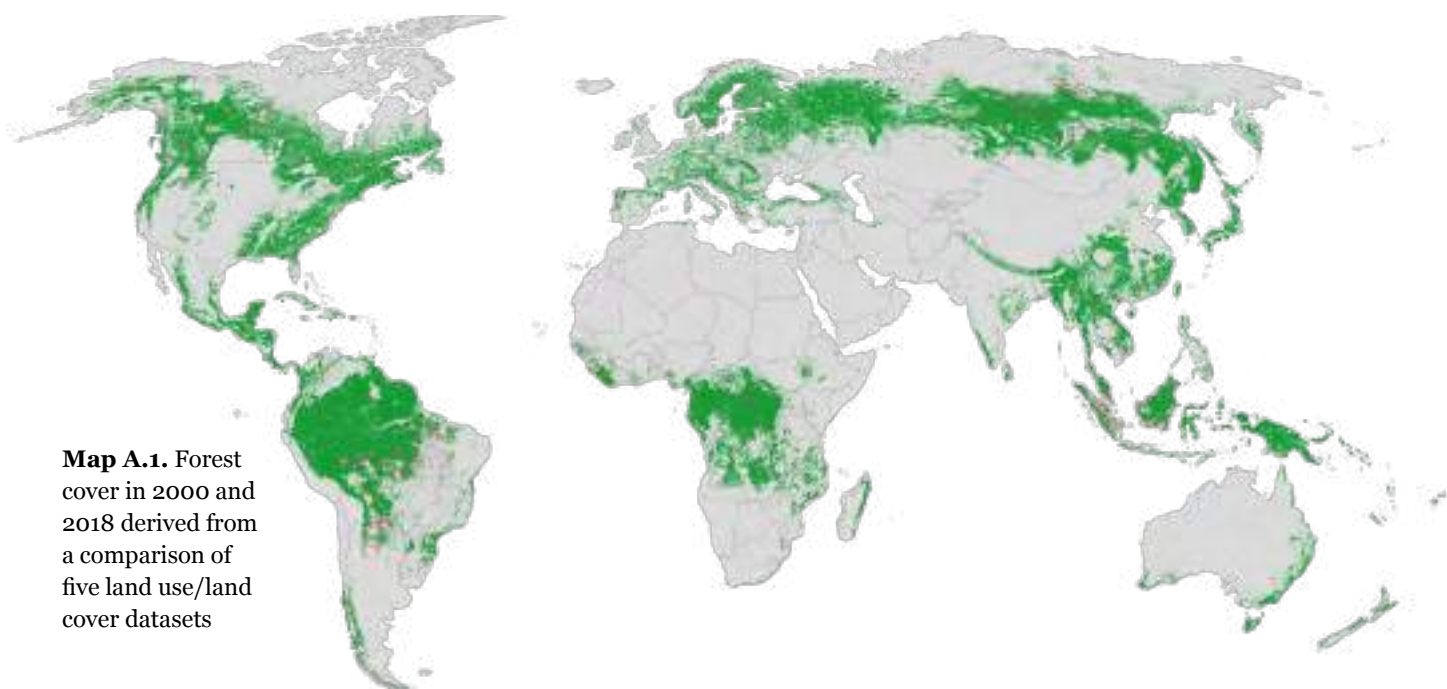 Map A.1. Forest
cover in 2000 and
2018 derived from
a comparison of
five land use/land
cover datasets